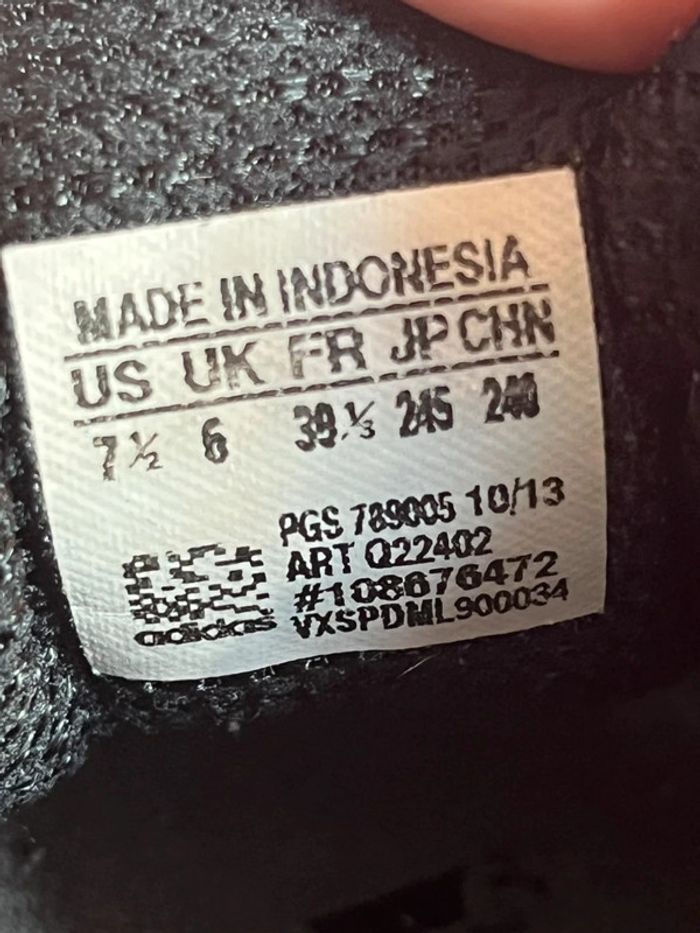 MADE IN INDONESIA
US UK FR JP CHN
7½ 6 39⅓ 245 240
PGS 789005 10/13
ART Q22402
#108676472
VXSPDML900034
adidas